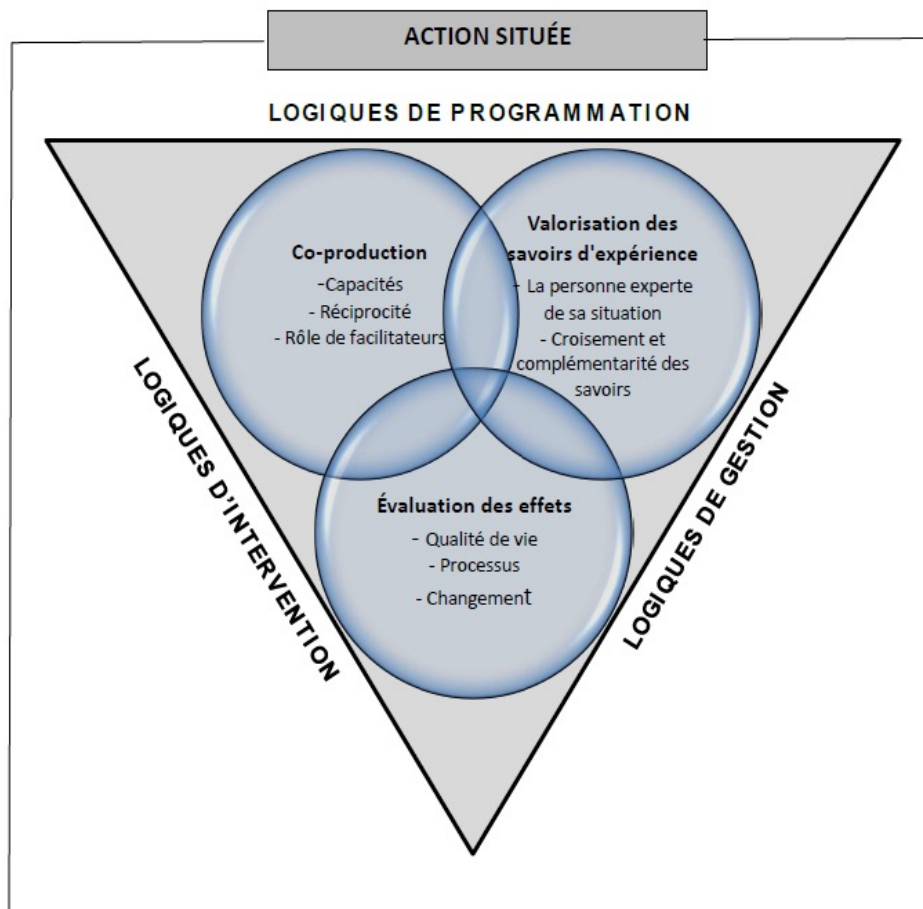 ACTION SITUÉE
LOGIQUES DE PROGRAMMATION
Co-production
-Capacités
- Réciprocité
- Rôle de facilitateurs
Valorisation des
savoirs d'expérience
- La personne experte
de sa situation
- Croisement et
complémentarité des
savoirs
LOGIQUES D'INTERVENTION
LOGIQUES DE GESTION
Évaluation des effets
- Qualité de vie
- Processus
- Changement